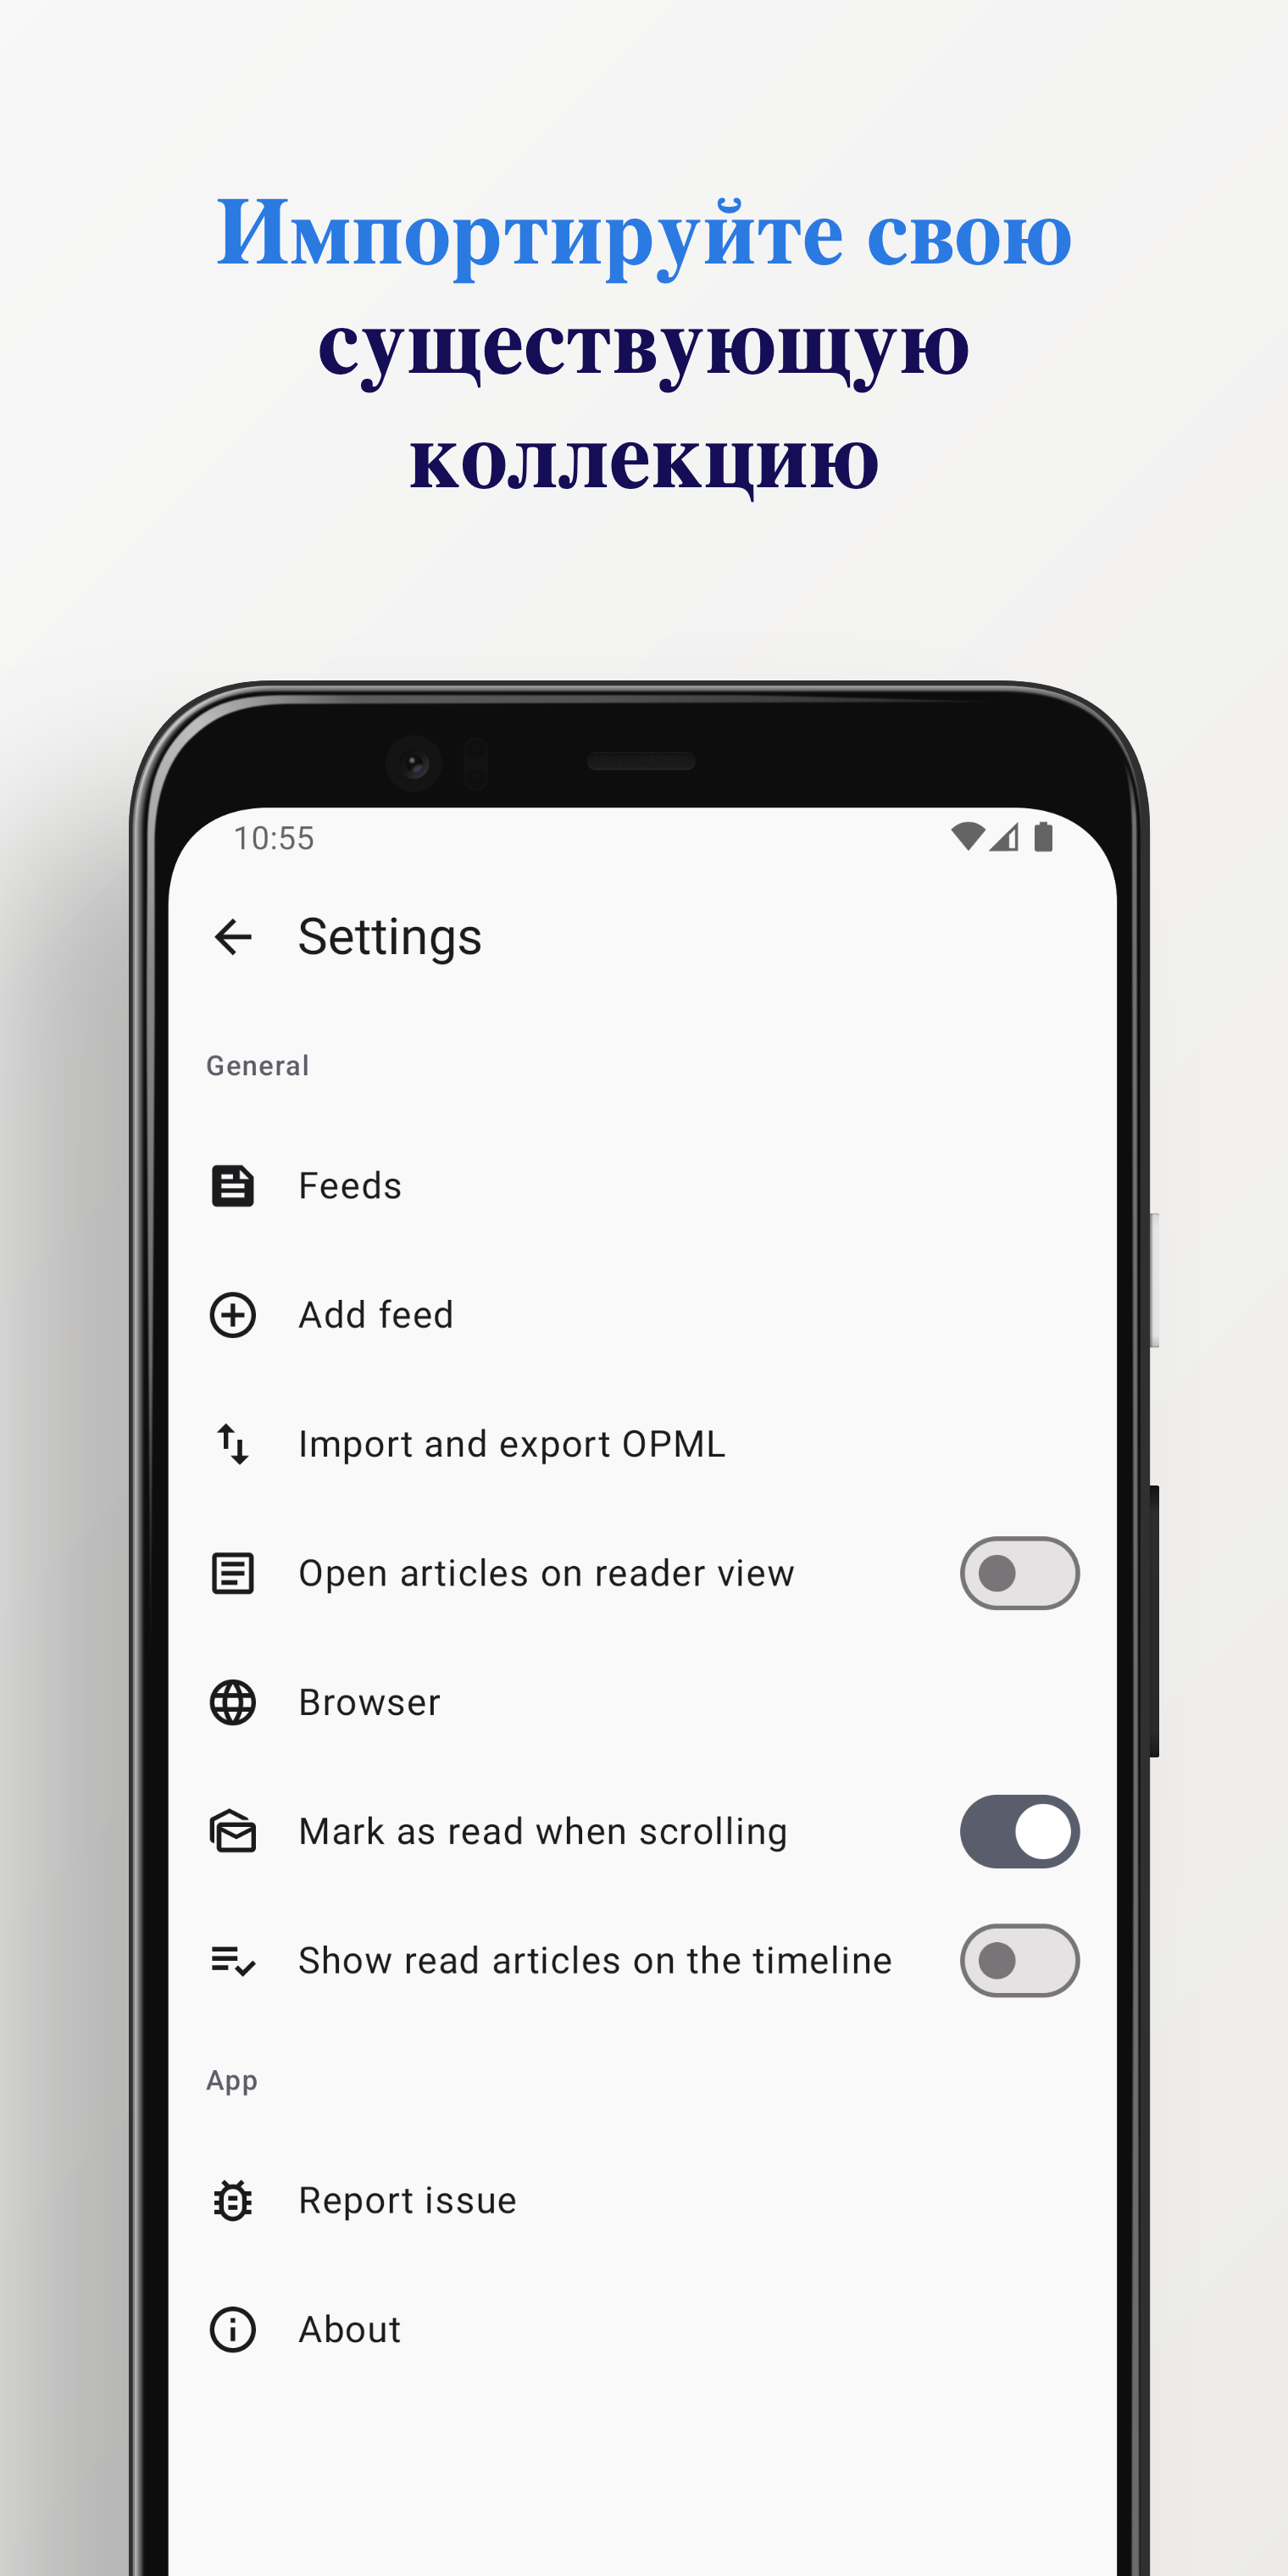 Импортируйте свою
существующую
коллекцию
10:55
Settings
General
Feeds
Add feed
Import and export OPML
Open articles on reader view
Browser
Mark as read when scrolling
Show read articles on the timeline
App
Report issue
About